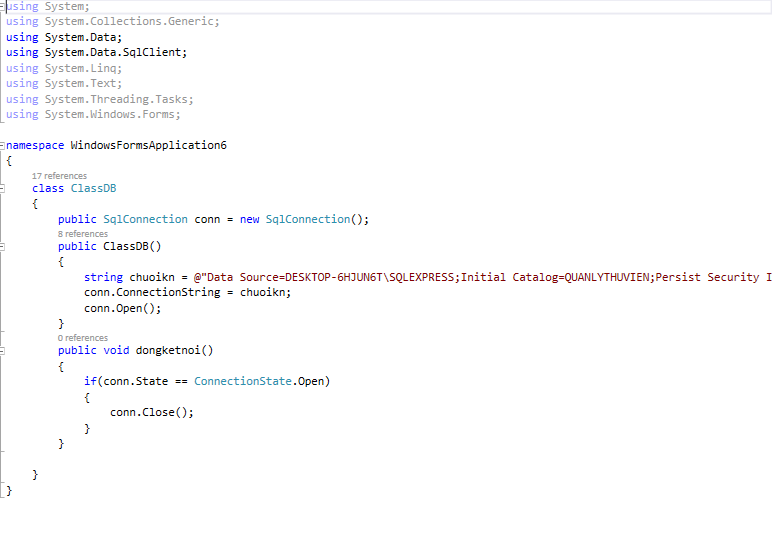 using System;
using System.Collections.Generic;
using System.Data;
using System.Data.SqlClient;
using System.Linq;
using System.Text;
using System.Threading.Tasks;
using System.Windows.Forms;
namespace WindowsFormsApplication6
{
17 references
class ClassDB
{
public SqlConnection conn = new SqlConnection();
8 references
public ClassDB()
{
string chuoikn = @"Data Source=DESKTOP-6HJUN6T\SQLEXPRESS;Initial Catalog=QUANLYTHUVIEN;Persist Security I
conn.ConnectionString = chuoikn;
conn.Open();
}
0 references
public void dongketnoi()
{
if(conn.State == ConnectionState.Open)
{
conn.Close();
}
}
}
}